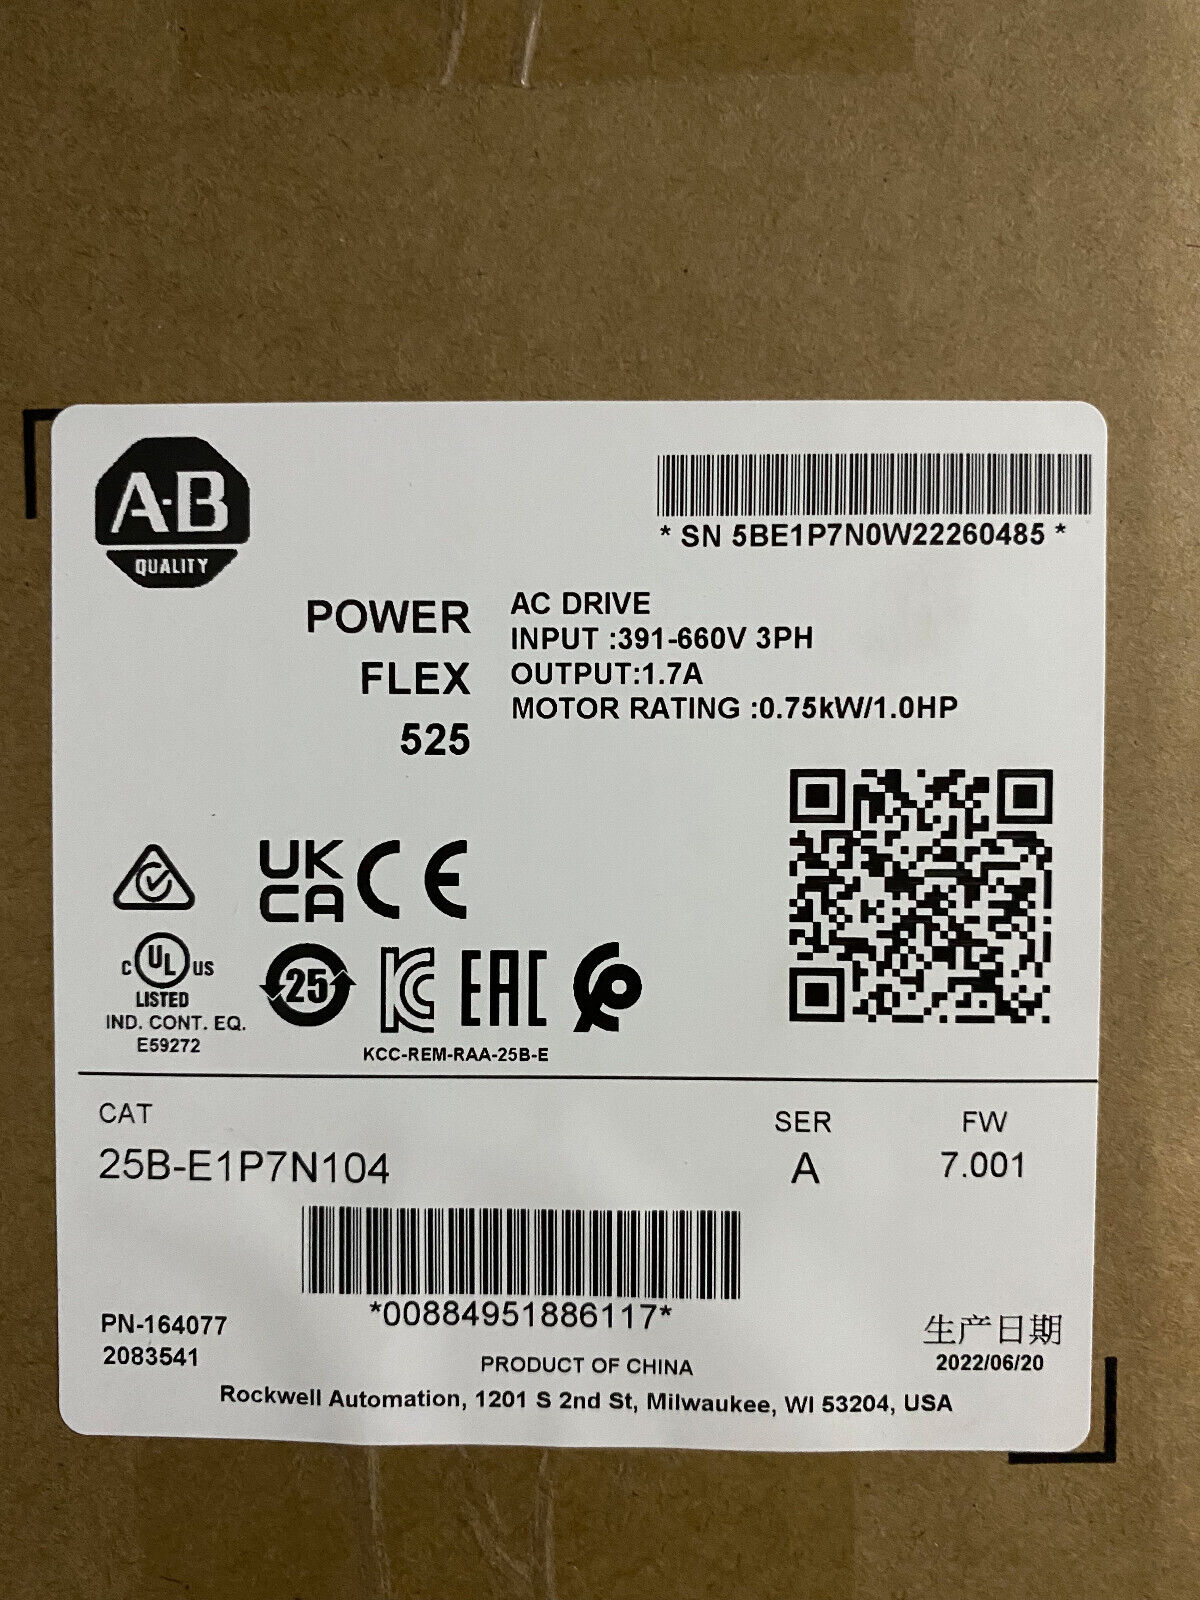 A-B
QUALITY
* SN 5BE1P7N0W22260485 *
POWER
FLEX
525
AC DRIVE
INPUT :391-660V 3PH
OUTPUT:1.7A
MOTOR RATING :0.75kW/1.0HP
UK
CA
CE
C UL US
LISTED
IND. CONT. EQ.
E59272
25
KC
EAC
KCC-REM-RAA-25B-E
CAT
25B-E1P7N104
SER
A
FW
7.001
*00884951886117*
PN-164077
2083541
PRODUCT OF CHINA
生产日期
2022/06/20
Rockwell Automation, 1201 S 2nd St, Milwaukee, WI 53204, USA